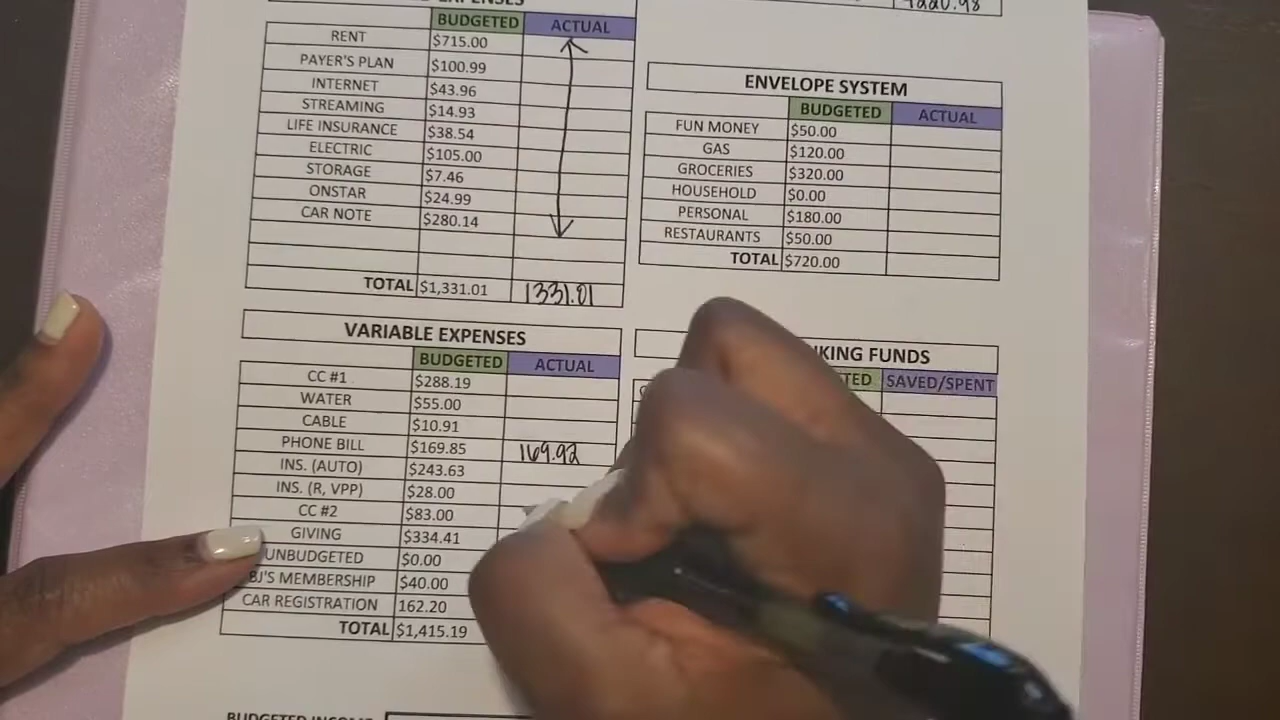 EXPENSES
BUDGETED ACTUAL
RENT $715.00
PAYER'S PLAN $100.99
INTERNET $43.96
STREAMING $14.93
LIFE INSURANCE $38.54
ELECTRIC $105.00
STORAGE $7.46
ONSTAR $24.99
CAR NOTE $280.14
TOTAL $1,331.01 1331.01
VARIABLE EXPENSES
BUDGETED ACTUAL
CC #1 $288.19
WATER $55.00
CABLE $10.91
PHONE BILL $169.85 169.92
INS. (AUTO) $243.63
INS. (R, VPP) $28.00
CC #2 $83.00
GIVING $334.41
UNBUDGETED $0.00
BJ'S MEMBERSHIP $40.00
CAR REGISTRATION 162.20
TOTAL $1,415.19
ENVELOPE SYSTEM
BUDGETED ACTUAL
FUN MONEY $50.00
GAS $120.00
GROCERIES $320.00
HOUSEHOLD $0.00
PERSONAL $180.00
RESTAURANTS $50.00
TOTAL $720.00
FUNDS
SAVED/SPENT